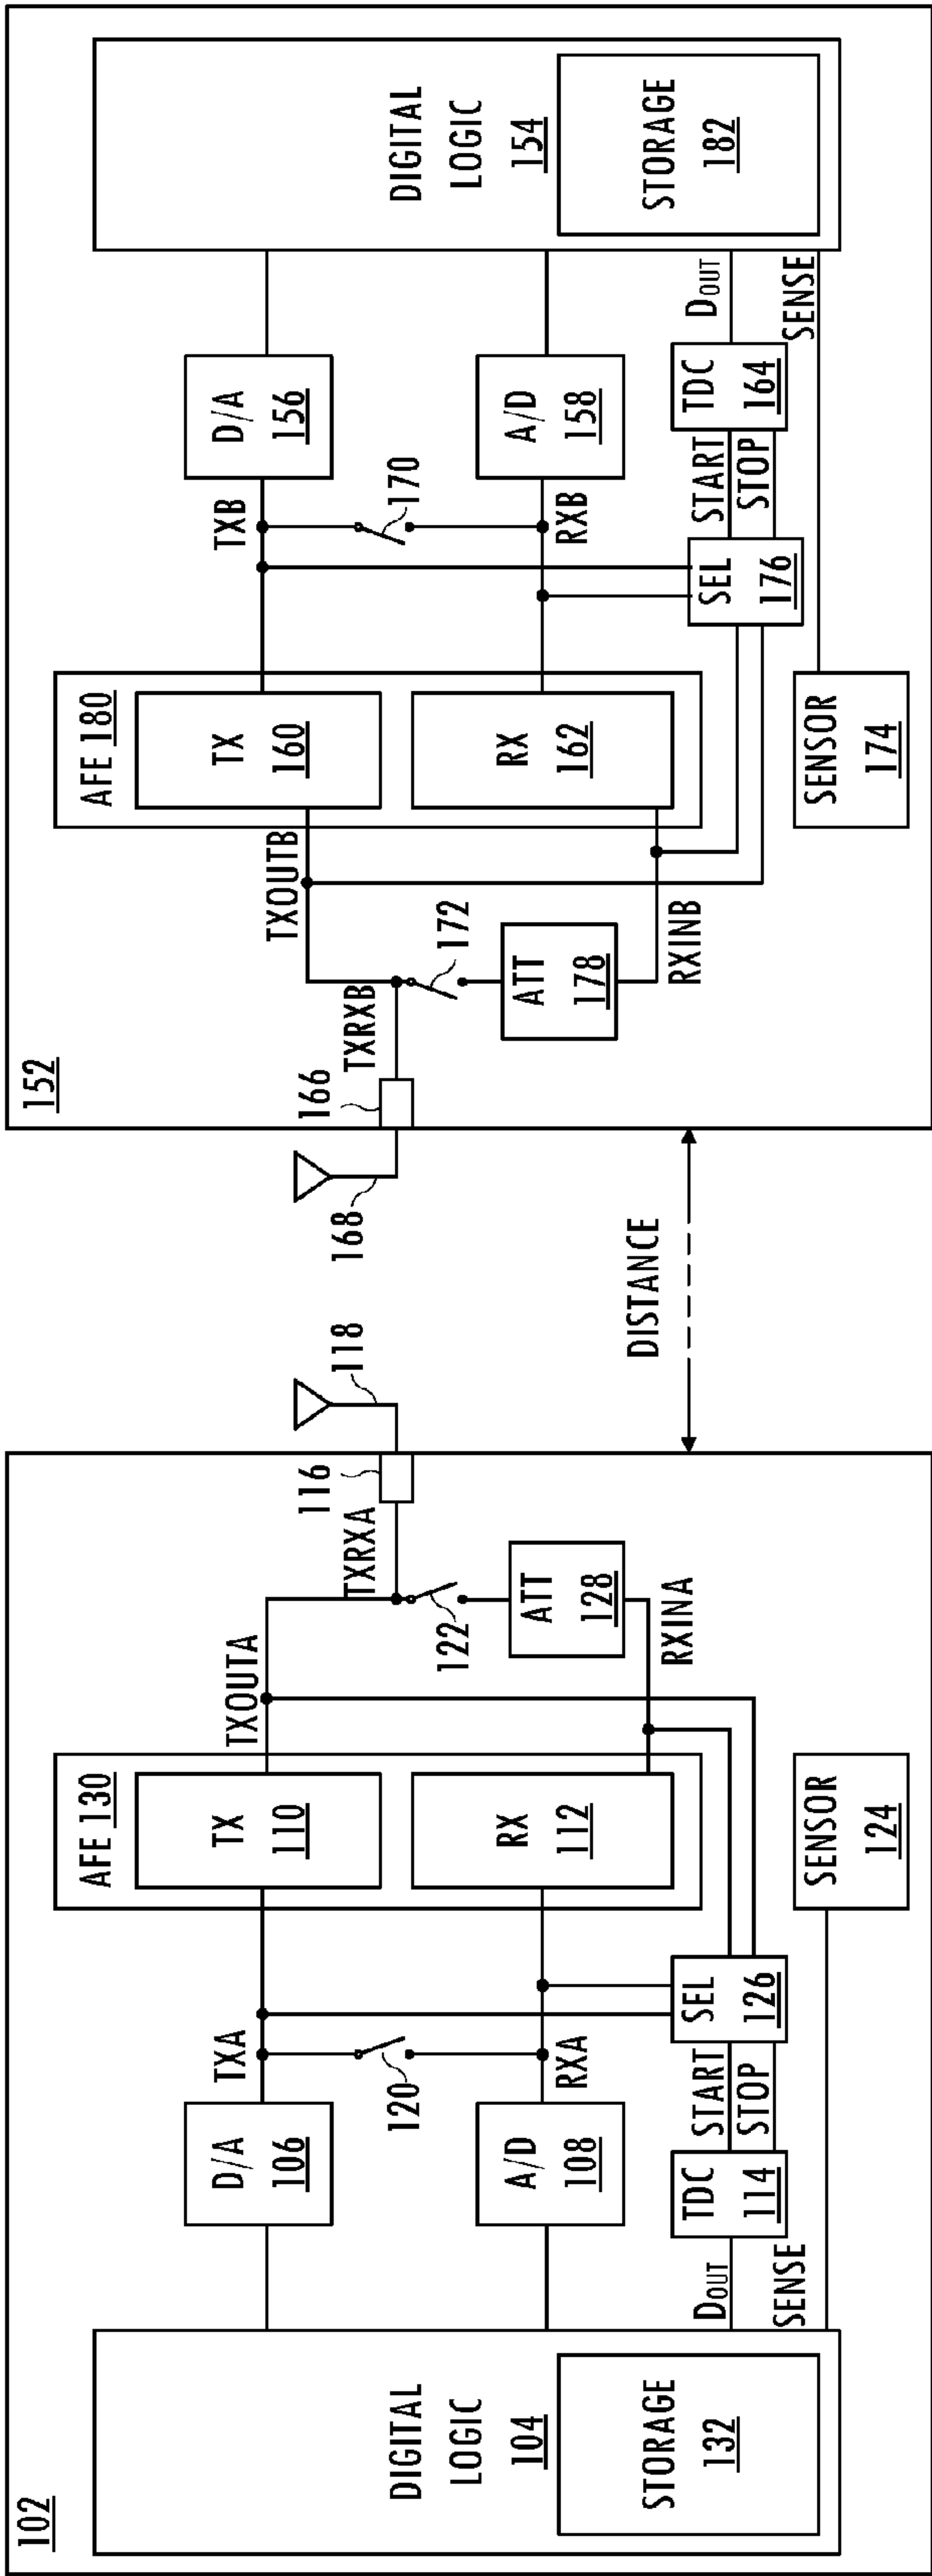 102
DIGITAL
LOGIC
104
STORAGE
132
D/A
106
A/D
108
DOUT
SENSE
TDC
114
START
STOP
TXA
120
RXA
SEL
126
AFE 130
TX
110
RX
112
SENSOR
124
TXOUTA
TXRXA
122
ATT
128
RXINA
116
118
DISTANCE
168
152
166
TXRXB
172
ATT
178
RXINB
TXOUTB
AFE 180
TX
160
RX
162
SENSOR
174
TXB
170
RXB
SEL
176
START
STOP
D/A
156
A/D
158
TDC
164
DOUT
SENSE
DIGITAL
LOGIC
154
STORAGE
182